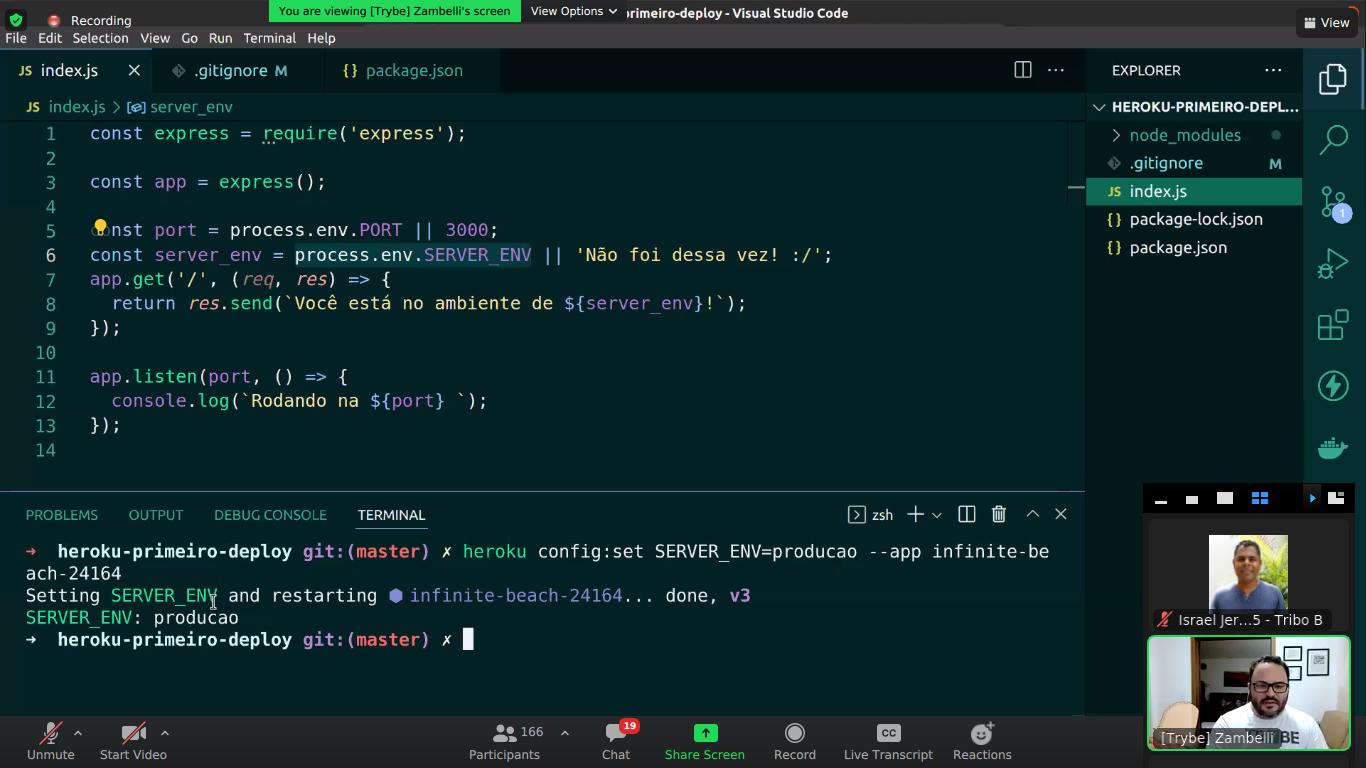 Recording
You are viewing [Trybe] Zambelli's screen
View Options
primeiro-deploy - Visual Studio Code
View
File Edit Selection View Go Run Terminal Help
JS index.js
.gitignore M
{} package.json
EXPLORER
JS index.js > server_env
HEROKU-PRIMEIRO-DEPL...
node_modules
.gitignore M
JS index.js
{} package-lock.json
{} package.json
1
1 const express = require('express');
2
3 const app = express();
4
5 nst port = process.env.PORT || 3000;
6 const server_env = process.env.SERVER_ENV || 'Não foi dessa vez! :/';
7 app.get('/', (req, res) => {
8 return res.send(`Você está no ambiente de ${server_env}!`);
9 });
10
11 app.listen(port, () => {
12 console.log(`Rodando na ${port} `);
13 });
14
PROBLEMS OUTPUT DEBUG CONSOLE TERMINAL
zsh
➜ heroku-primeiro-deploy git:(master) ✗ heroku config:set SERVER_ENV=producao --app infinite-be
ach-24164
Setting SERVER_ENV and restarting ⬢ infinite-beach-24164... done, v3
SERVER_ENV: producao
➜ heroku-primeiro-deploy git:(master) ✗
Israel Jer...5 - Tribo B
[Trybe] Zambelli
Unmute
Start Video
166
Participants
19
Chat
Share Screen
Record
CC
Live Transcript
Reactions